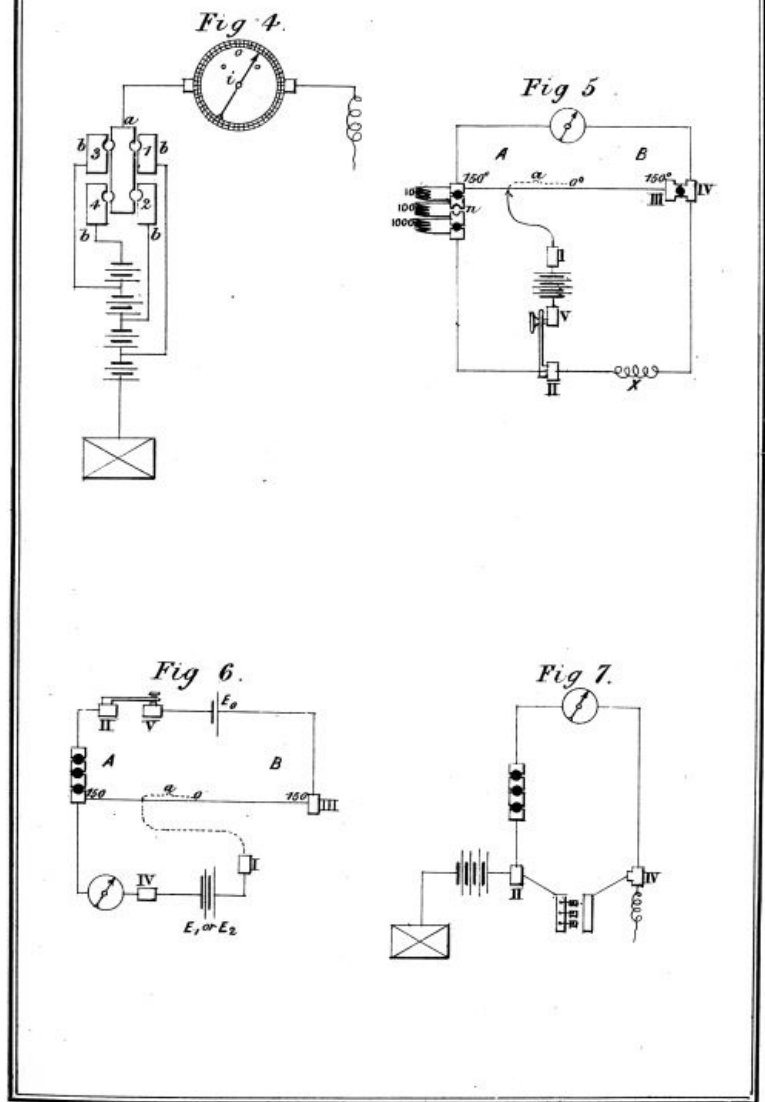 Fig 4.
o
i
a
b 3 1 b
4 2
b b
Fig 5
A B
150° a 0° 150° IV
III
10
100 n
1000
I
V
II
X
Fig 6.
II V E₀
A B
150 a 0 150 III
I
IV
E₁ or E₂
Fig 7.
II IV